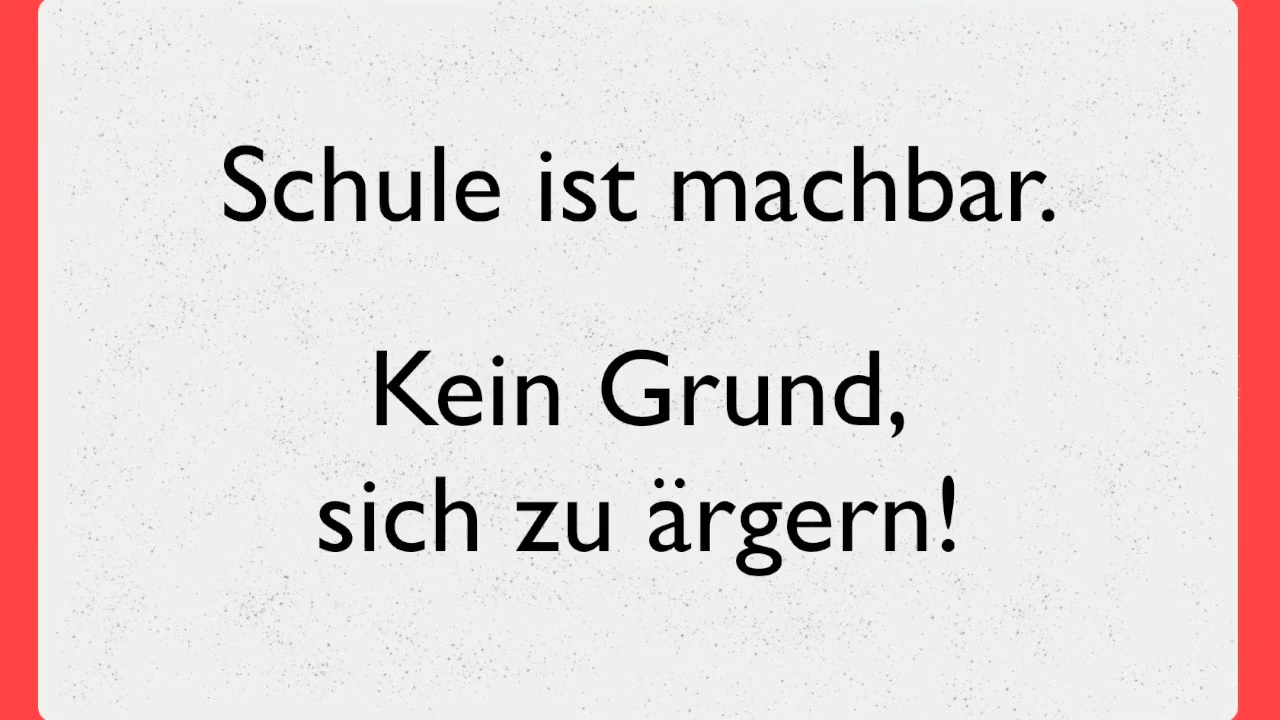 Schule ist machbar.
Kein Grund,
sich zu ärgern!